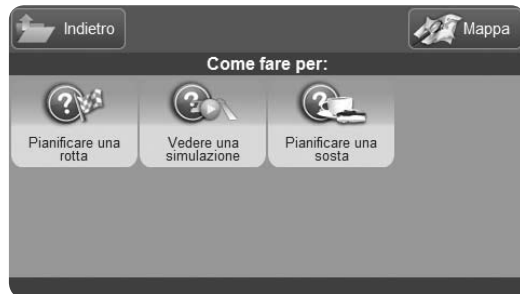 Indietro
Mappa
Come fare per:
Pianificare una
rotta
Vedere una
simulazione
Pianificare una
sosta